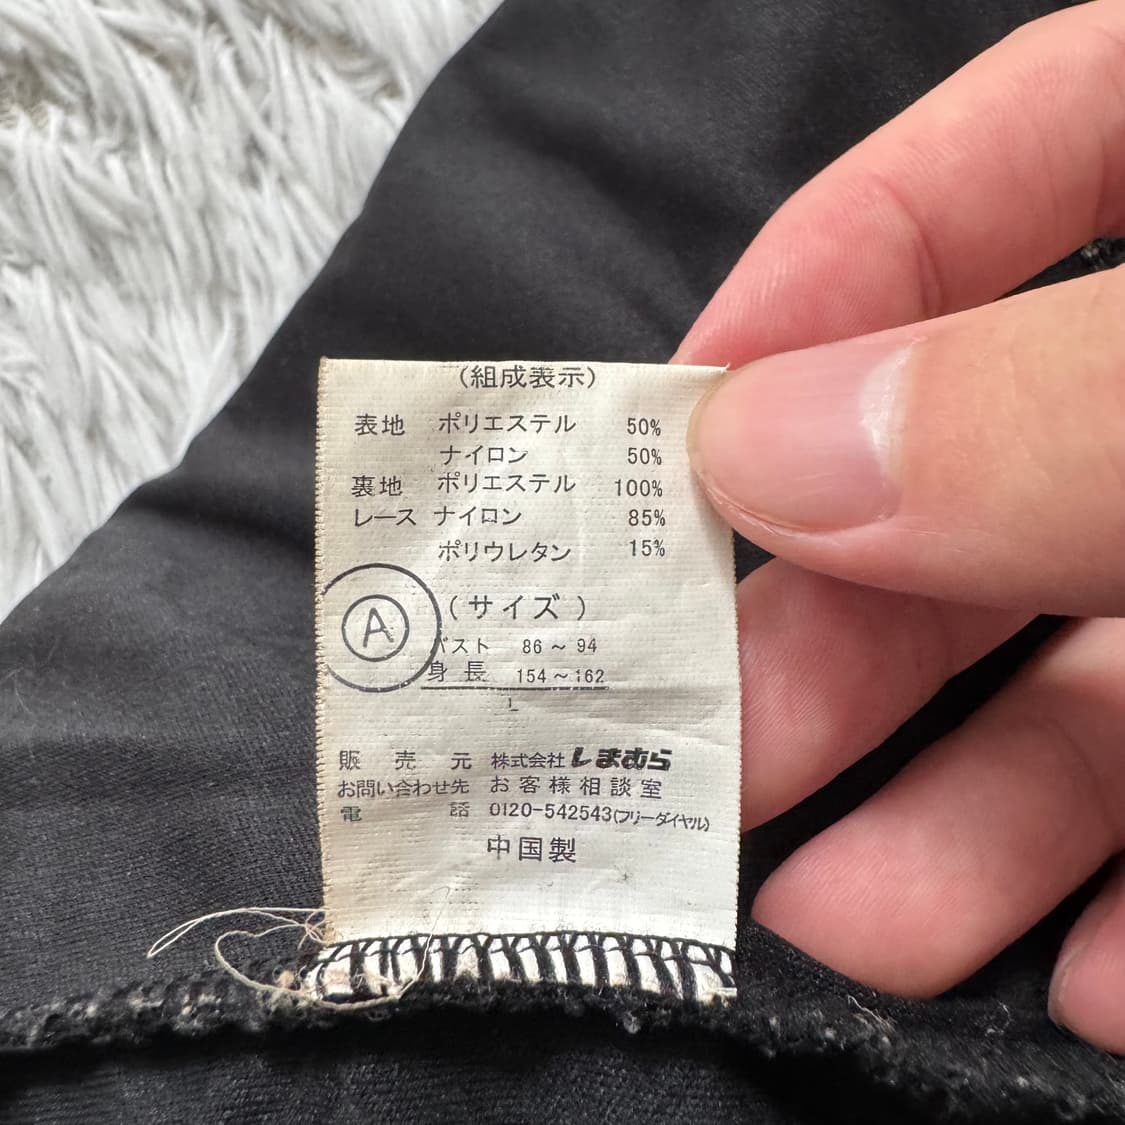 (組成表示)
表地 ポリエステル 50%
ナイロン 50%
裏地 ポリエステル 100%
レース ナイロン 85%
ポリウレタン 15%
(サイズ)
A
バスト 86～94
身長 154～162
L
販売元 株式会社しまむら
お問い合わせ先 お客様相談室
電話 0120-542543(フリーダイヤル)
中国製